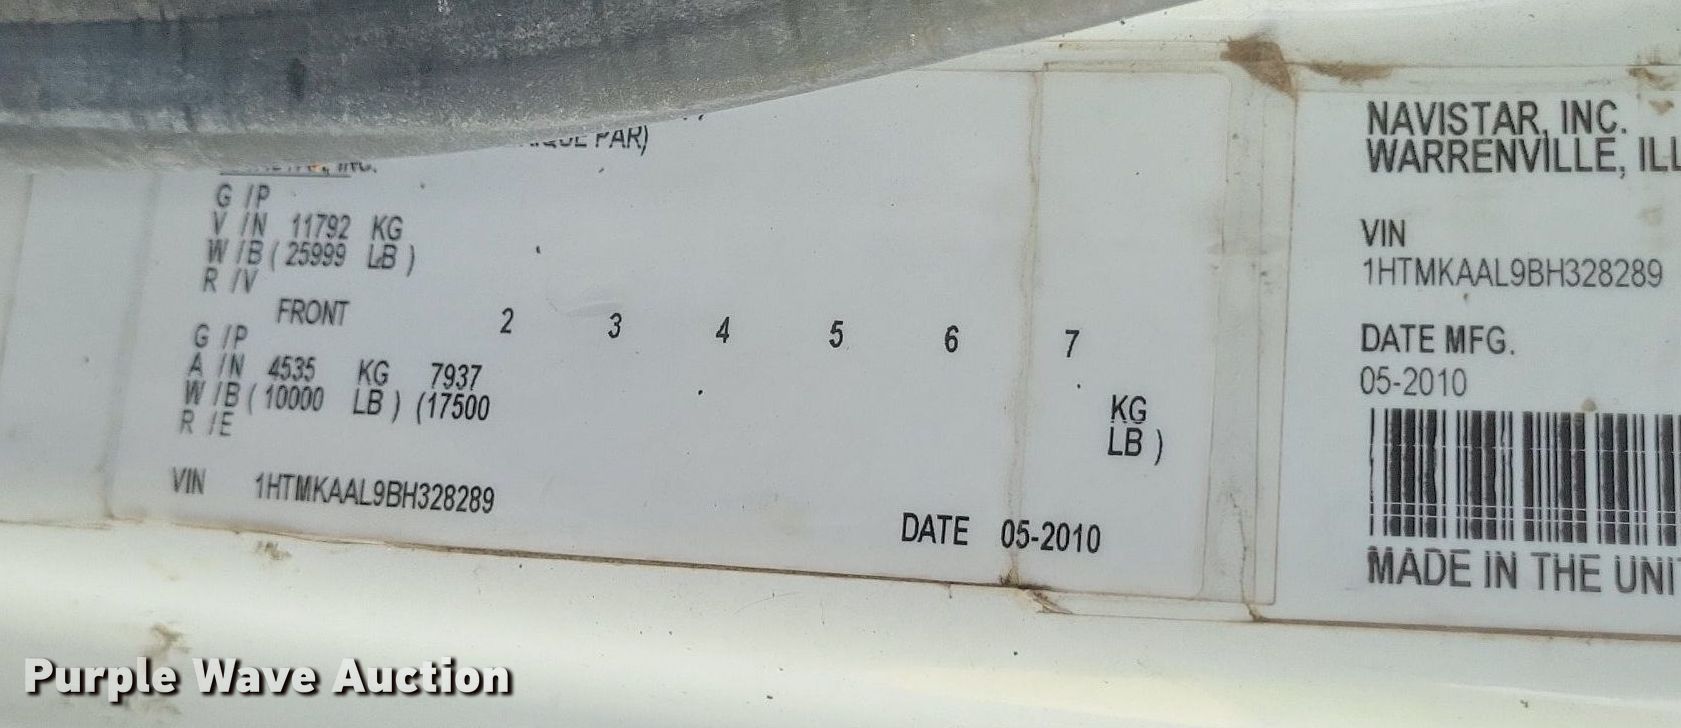 PAR)
INC.
G /P
V /N 11792 KG
W /B ( 25999 LB )
R /V
FRONT 2 3 4 5 6 7
G /P
A /N 4535 KG 7937 KG
W /B ( 10000 LB ) (17500 LB )
R /E
VIN 1HTMKAAL9BH328289
DATE 05-2010
NAVISTAR, INC.
WARRENVILLE, ILL
VIN
1HTMKAAL9BH328289
DATE MFG.
05-2010
MADE IN THE UNI
Purple Wave Auction